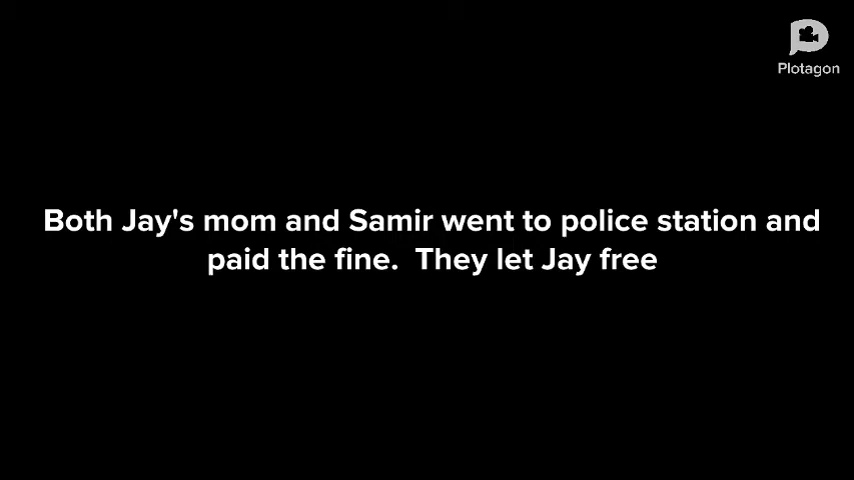 Plotagon
Both Jay's mom and Samir went to police station and
paid the fine.  They let Jay free